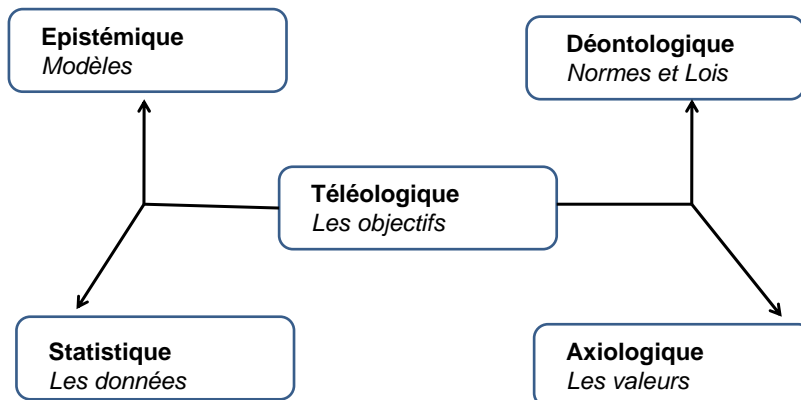 Epistémique
Modèles
Déontologique
Normes et Lois
Téléologique
Les objectifs
Statistique
Les données
Axiologique
Les valeurs